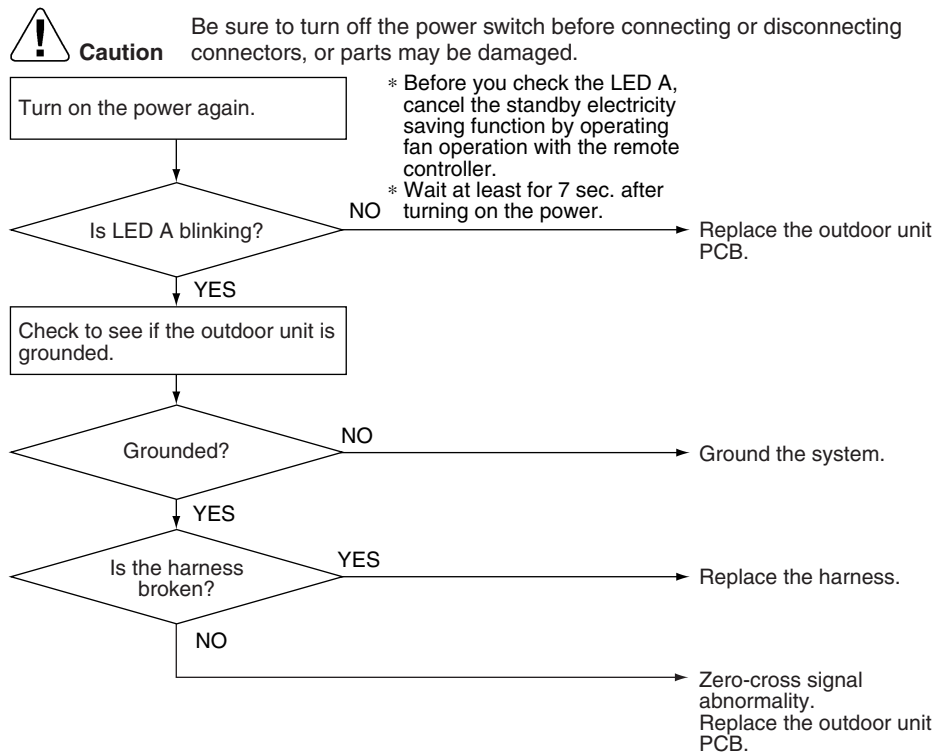 Be sure to turn off the power switch before connecting or disconnecting
Caution connectors, or parts may be damaged.
Turn on the power again.
∗ Before you check the LED A,
cancel the standby electricity
saving function by operating
fan operation with the remote
controller.
∗ Wait at least for 7 sec. after
turning on the power.
Is LED A blinking?
NO
Replace the outdoor unit
PCB.
YES
Check to see if the outdoor unit is
grounded.
Grounded?
NO
Ground the system.
YES
Is the harness
broken?
YES
Replace the harness.
NO
Zero-cross signal
abnormality.
Replace the outdoor unit
PCB.